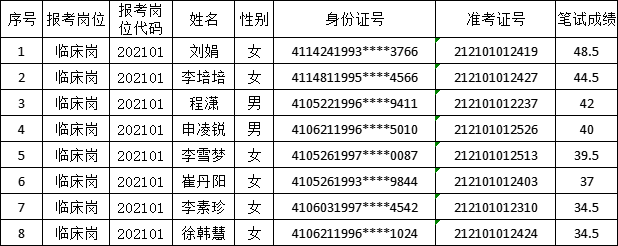 序号 报考岗位 报考岗位代码 姓名 性别 身份证号 准考证号 笔试成绩
1 临床岗 202101 刘娟 女 4114241993****3766 212101012419 48.5
2 临床岗 202101 李培培 女 4114811995****4566 212101012427 44.5
3 临床岗 202101 程潇 男 4105221996****9411 212101012237 42
4 临床岗 202101 申凌锐 男 4106211996****5010 212101012526 40
5 临床岗 202101 李雪梦 女 4105261997****0087 212101012513 39.5
6 临床岗 202101 崔丹阳 女 4105261993****9844 212101012403 37
7 临床岗 202101 李素珍 女 4106031997****4542 212101012310 34.5
8 临床岗 202101 徐韩慧 女 4106211996****1024 212101012424 34.5